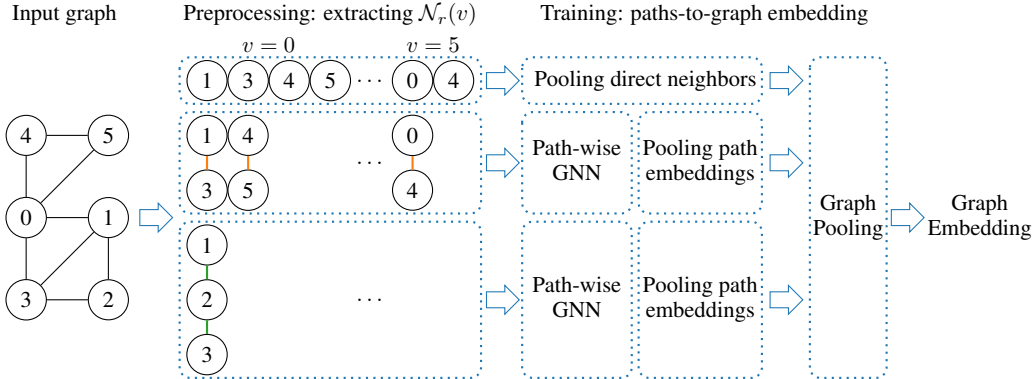 Input graph
Preprocessing: extracting 𝒩ᵣ(v)
Training: paths-to-graph embedding
v = 0
v = 5
1 3 4 5 ··· 0 4
Pooling direct neighbors
4 5
0 1
3 2
1 4 ··· 0
3 5 4
Path-wise
GNN
Pooling path
embeddings
1
2 ···
3
Path-wise
GNN
Pooling path
embeddings
Graph
Pooling
Graph
Embedding